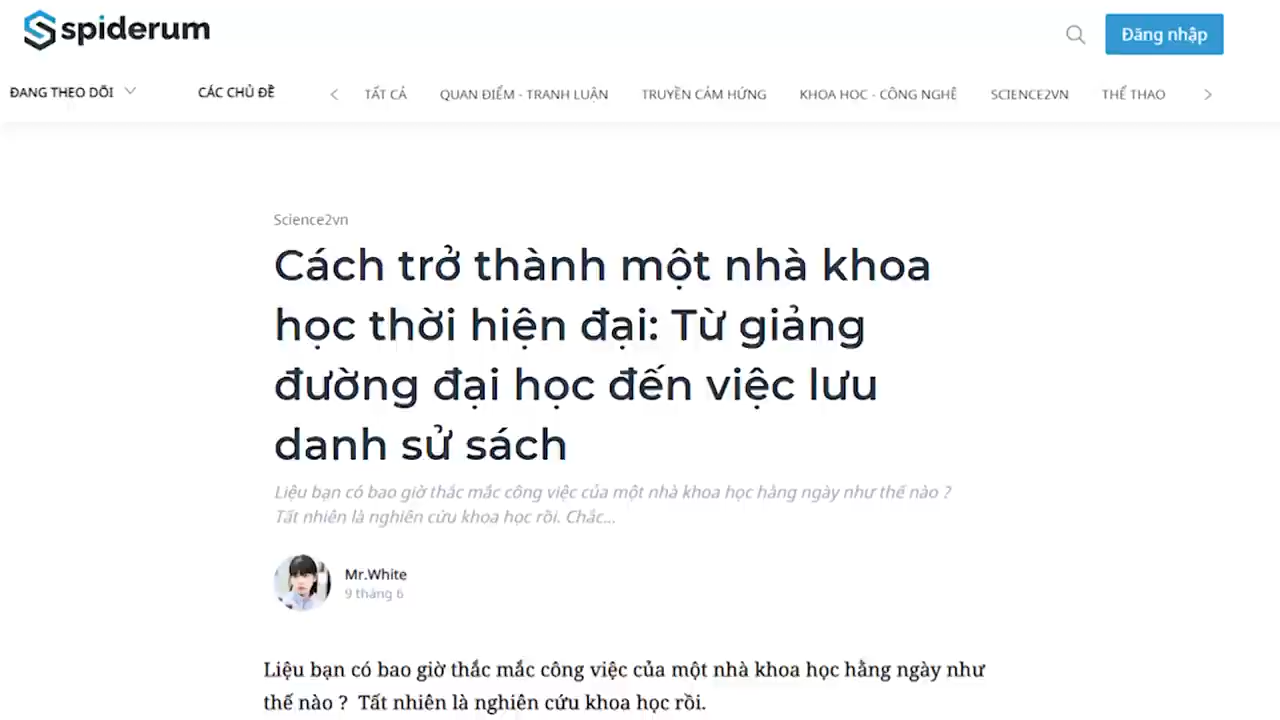 spiderum
Đăng nhập
ĐANG THEO DÕI
CÁC CHỦ ĐỀ
TẤT CẢ
QUAN ĐIỂM - TRANH LUẬN
TRUYỀN CẢM HỨNG
KHOA HỌC - CÔNG NGHỆ
SCIENCE2VN
THỂ THAO
Science2vn
Cách trở thành một nhà khoa
học thời hiện đại: Từ giảng
đường đại học đến việc lưu
danh sử sách
Liệu bạn có bao giờ thắc mắc công việc của một nhà khoa học hằng ngày như thế nào ?
Tất nhiên là nghiên cứu khoa học rồi. Chắc...
Mr.White
9 tháng 6
Liệu bạn có bao giờ thắc mắc công việc của một nhà khoa học hằng ngày như
thế nào ? Tất nhiên là nghiên cứu khoa học rồi.